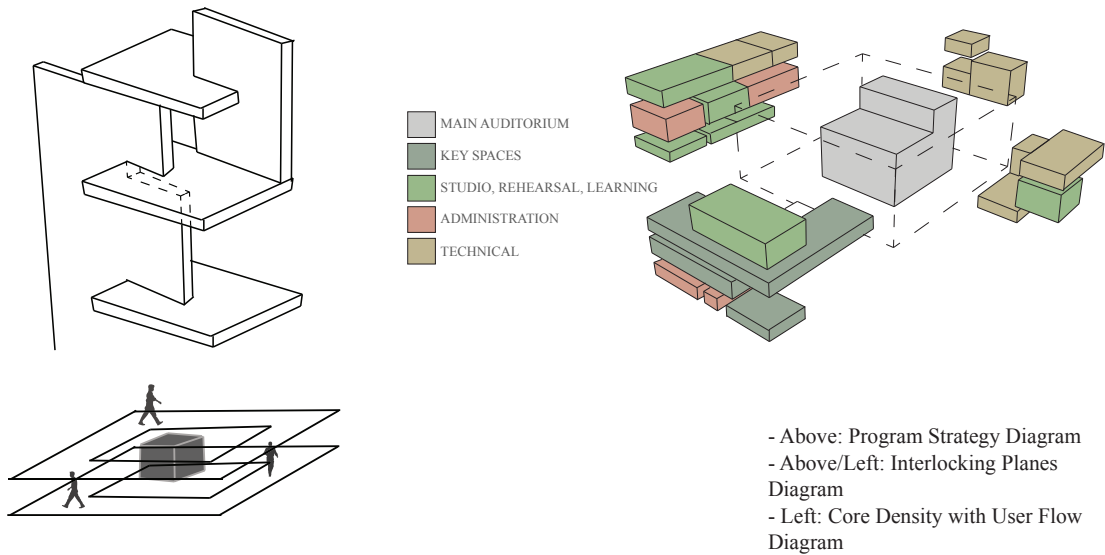 MAIN AUDITORIUM
KEY SPACES
STUDIO, REHEARSAL, LEARNING
ADMINISTRATION
TECHNICAL
- Above: Program Strategy Diagram
- Above/Left: Interlocking Planes
Diagram
- Left: Core Density with User Flow
Diagram